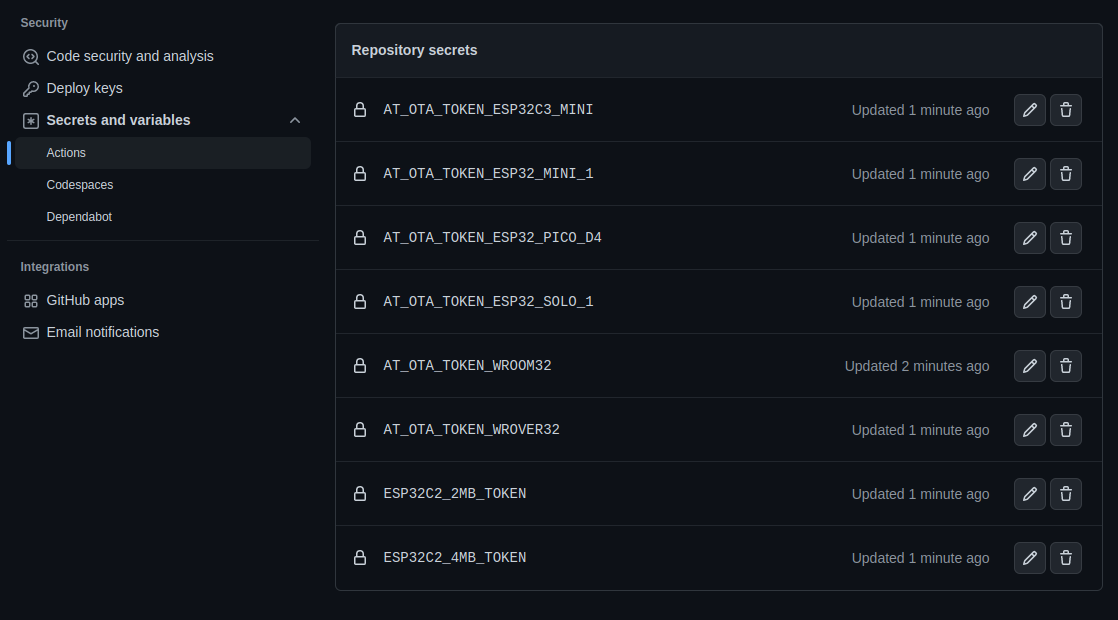 Security
Code security and analysis
Deploy keys
Secrets and variables
Actions
Codespaces
Dependabot
Integrations
GitHub apps
Email notifications
Repository secrets
AT_OTA_TOKEN_ESP32C3_MINI Updated 1 minute ago
AT_OTA_TOKEN_ESP32_MINI_1 Updated 1 minute ago
AT_OTA_TOKEN_ESP32_PICO_D4 Updated 1 minute ago
AT_OTA_TOKEN_ESP32_SOLO_1 Updated 1 minute ago
AT_OTA_TOKEN_WROOM32 Updated 2 minutes ago
AT_OTA_TOKEN_WROVER32 Updated 1 minute ago
ESP32C2_2MB_TOKEN Updated 1 minute ago
ESP32C2_4MB_TOKEN Updated 1 minute ago